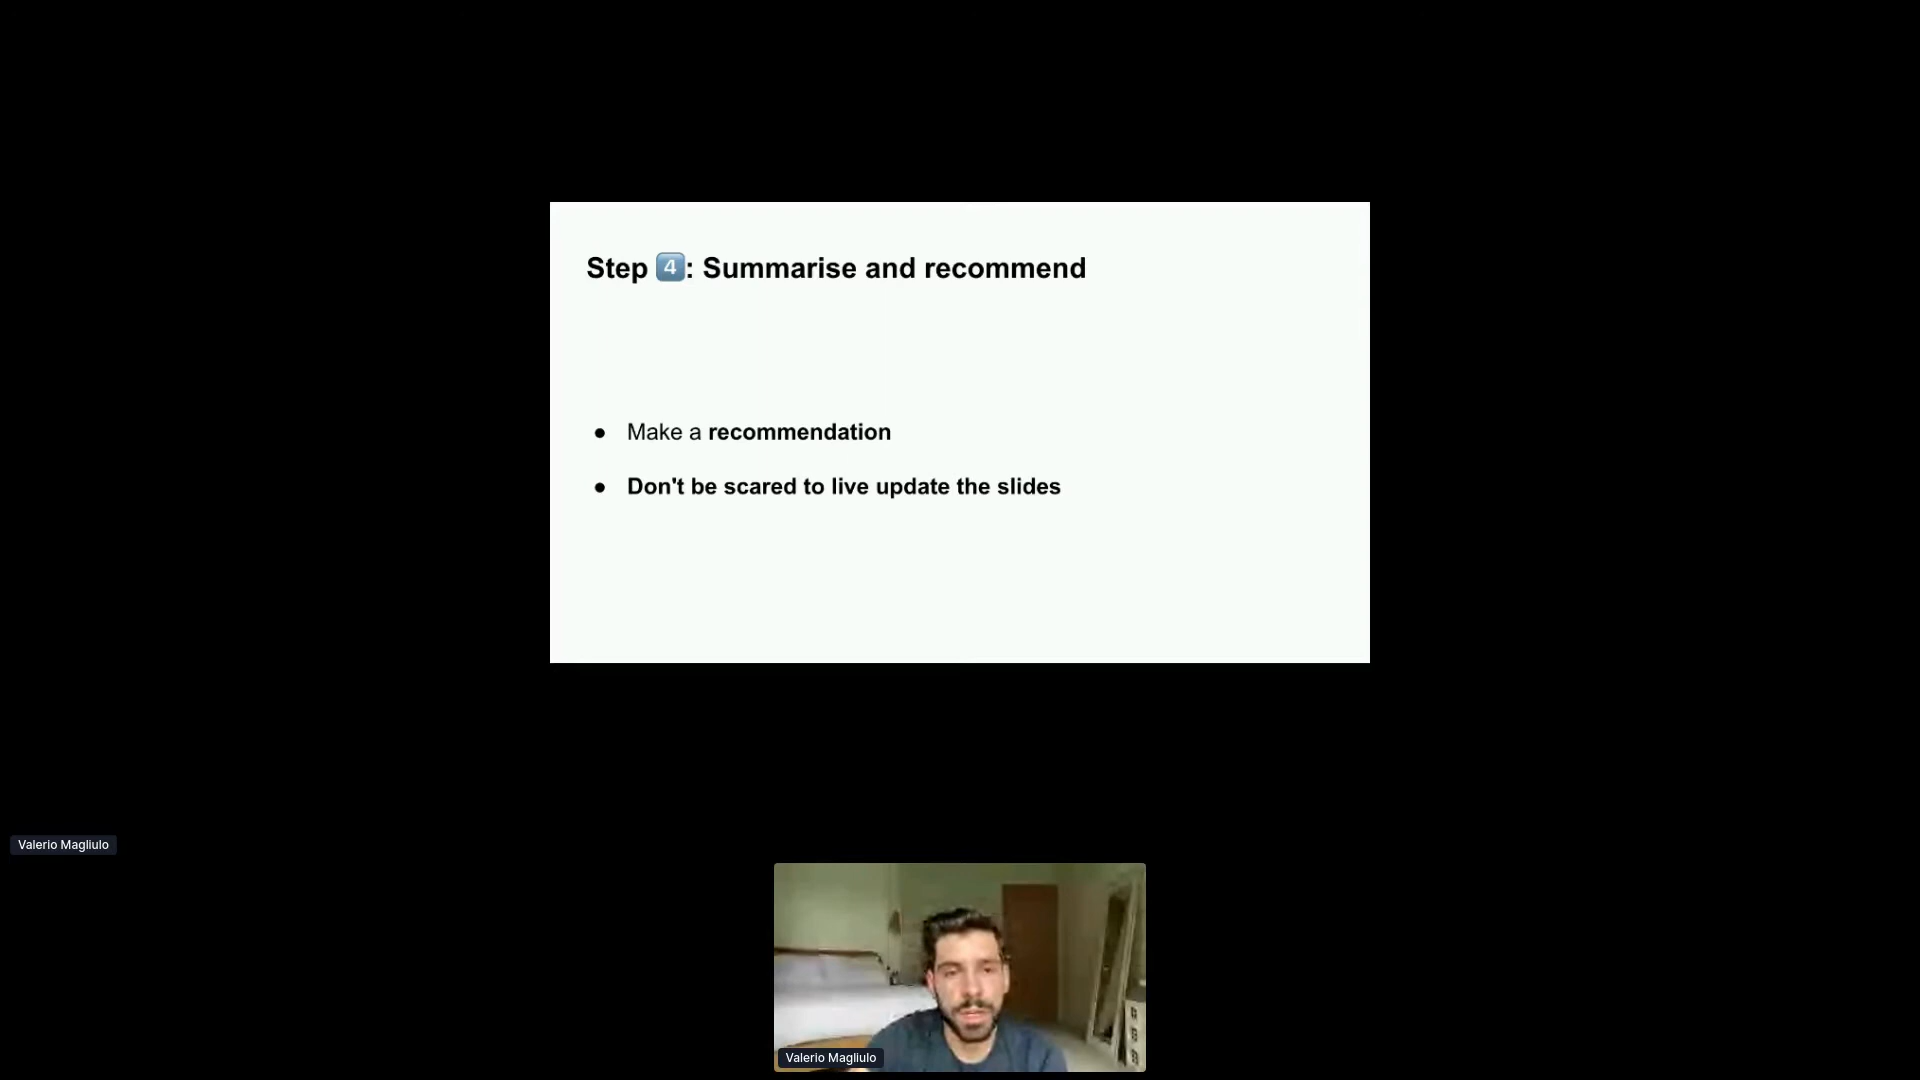 Step 4️⃣: Summarise and recommend
● Make a recommendation
● Don't be scared to live update the slides
Valerio Magliulo
Valerio Magliulo